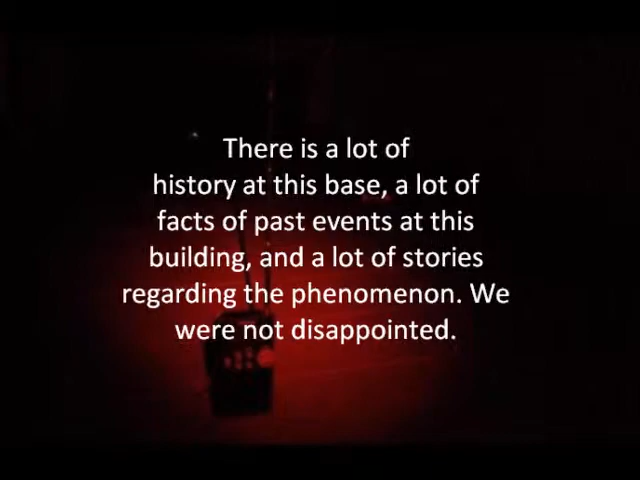 There is a lot of
history at this base, a lot of
facts of past events at this
building, and a lot of stories
regarding the phenomenon. We
were not disappointed.